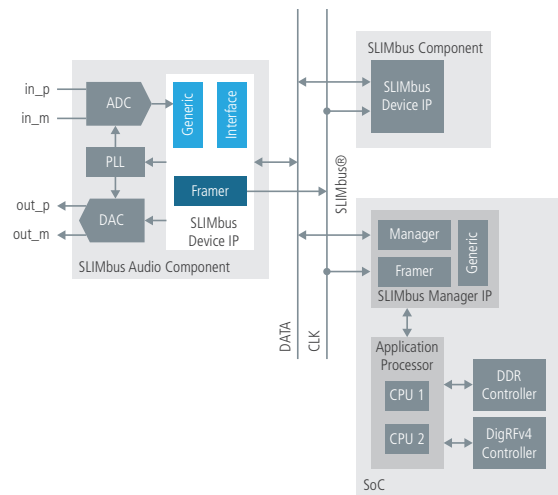 SLIMbus Component
SLIMbus
Device IP
in_p
in_m
ADC
Generic
Interface
PLL
Framer
SLIMbus
Device IP
out_p
out_m
DAC
SLIMbus Audio Component
SLIMbus®
DATA
CLK
Manager
Framer
Generic
SLIMbus Manager IP
Application
Processor
CPU 1
CPU 2
DDR
Controller
DigRFv4
Controller
SoC